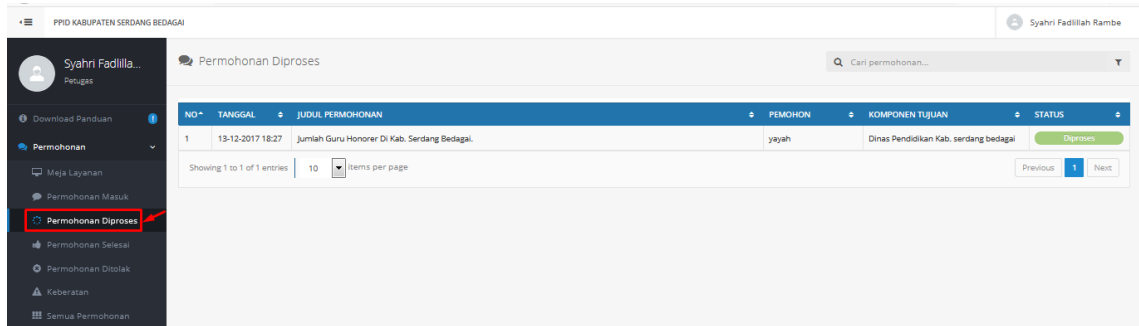 PPID KABUPATEN SERDANG BEDAGAI
Syahri Fadlillah Rambe
Syahri Fadlilla...
Petugas
Download Panduan
Permohonan
Meja Layanan
Permohonan Masuk
Permohonan Diproses
Permohonan Selesai
Permohonan Ditolak
Keberatan
Semua Permohonan
Permohonan Diproses
Cari permohonan...
NO TANGGAL JUDUL PERMOHONAN PEMOHON KOMPONEN TUJUAN STATUS
1 13-12-2017 18:27 Jumlah Guru Honorer Di Kab. Serdang Bedagai. yayah Dinas Pendidikan Kab. serdang bedagai Diproses
Showing 1 to 1 of 1 entries 10 items per page Previous 1 Next